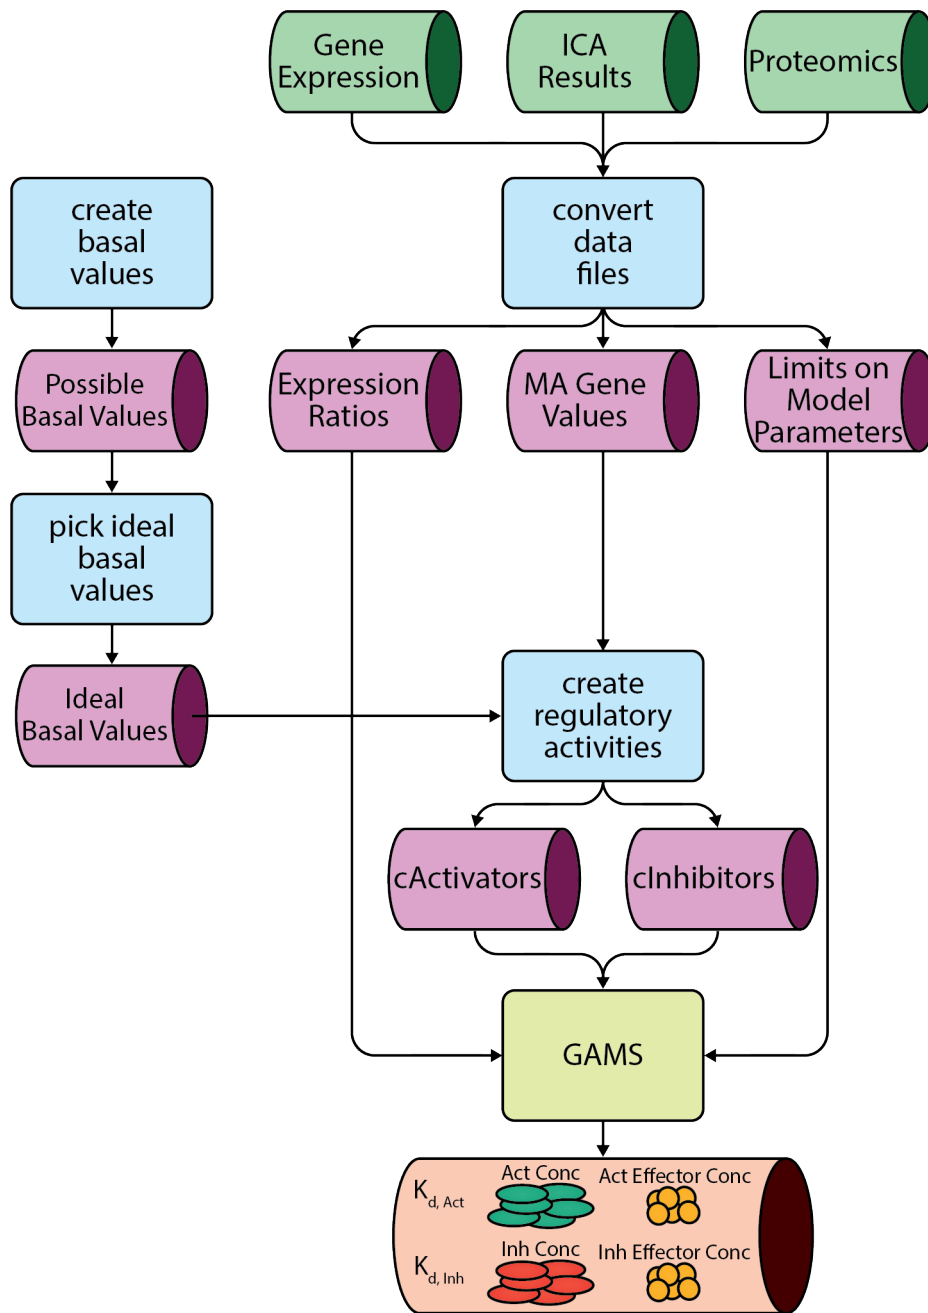 Gene
Expression
ICA
Results
Proteomics
create
basal
values
convert
data
files
Possible
Basal Values
Expression
Ratios
MA Gene
Values
Limits on
Model
Parameters
pick ideal
basal
values
Ideal
Basal Values
create
regulatory
activities
cActivators
cInhibitors
GAMS
Kd, Act
Act Conc
Act Effector Conc
Kd, Inh
Inh Conc
Inh Effector Conc